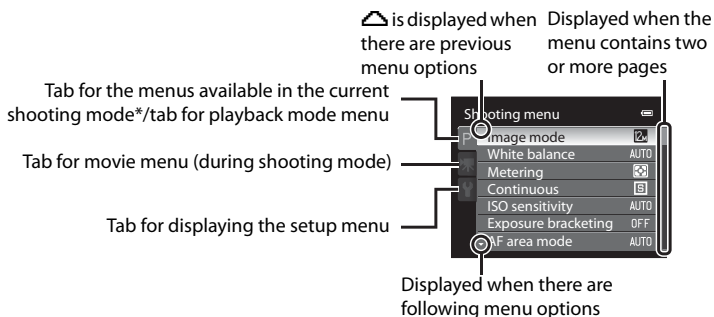 is displayed when
there are previous
menu options
Displayed when the
menu contains two
or more pages
Tab for the menus available in the current
shooting mode*/tab for playback mode menu
Tab for movie menu (during shooting mode)
Tab for displaying the setup menu
Shooting menu
P
Image mode
White balance AUTO
Metering
Continuous S
ISO sensitivity AUTO
Exposure bracketing OFF
AF area mode AUTO
Displayed when there are
following menu options